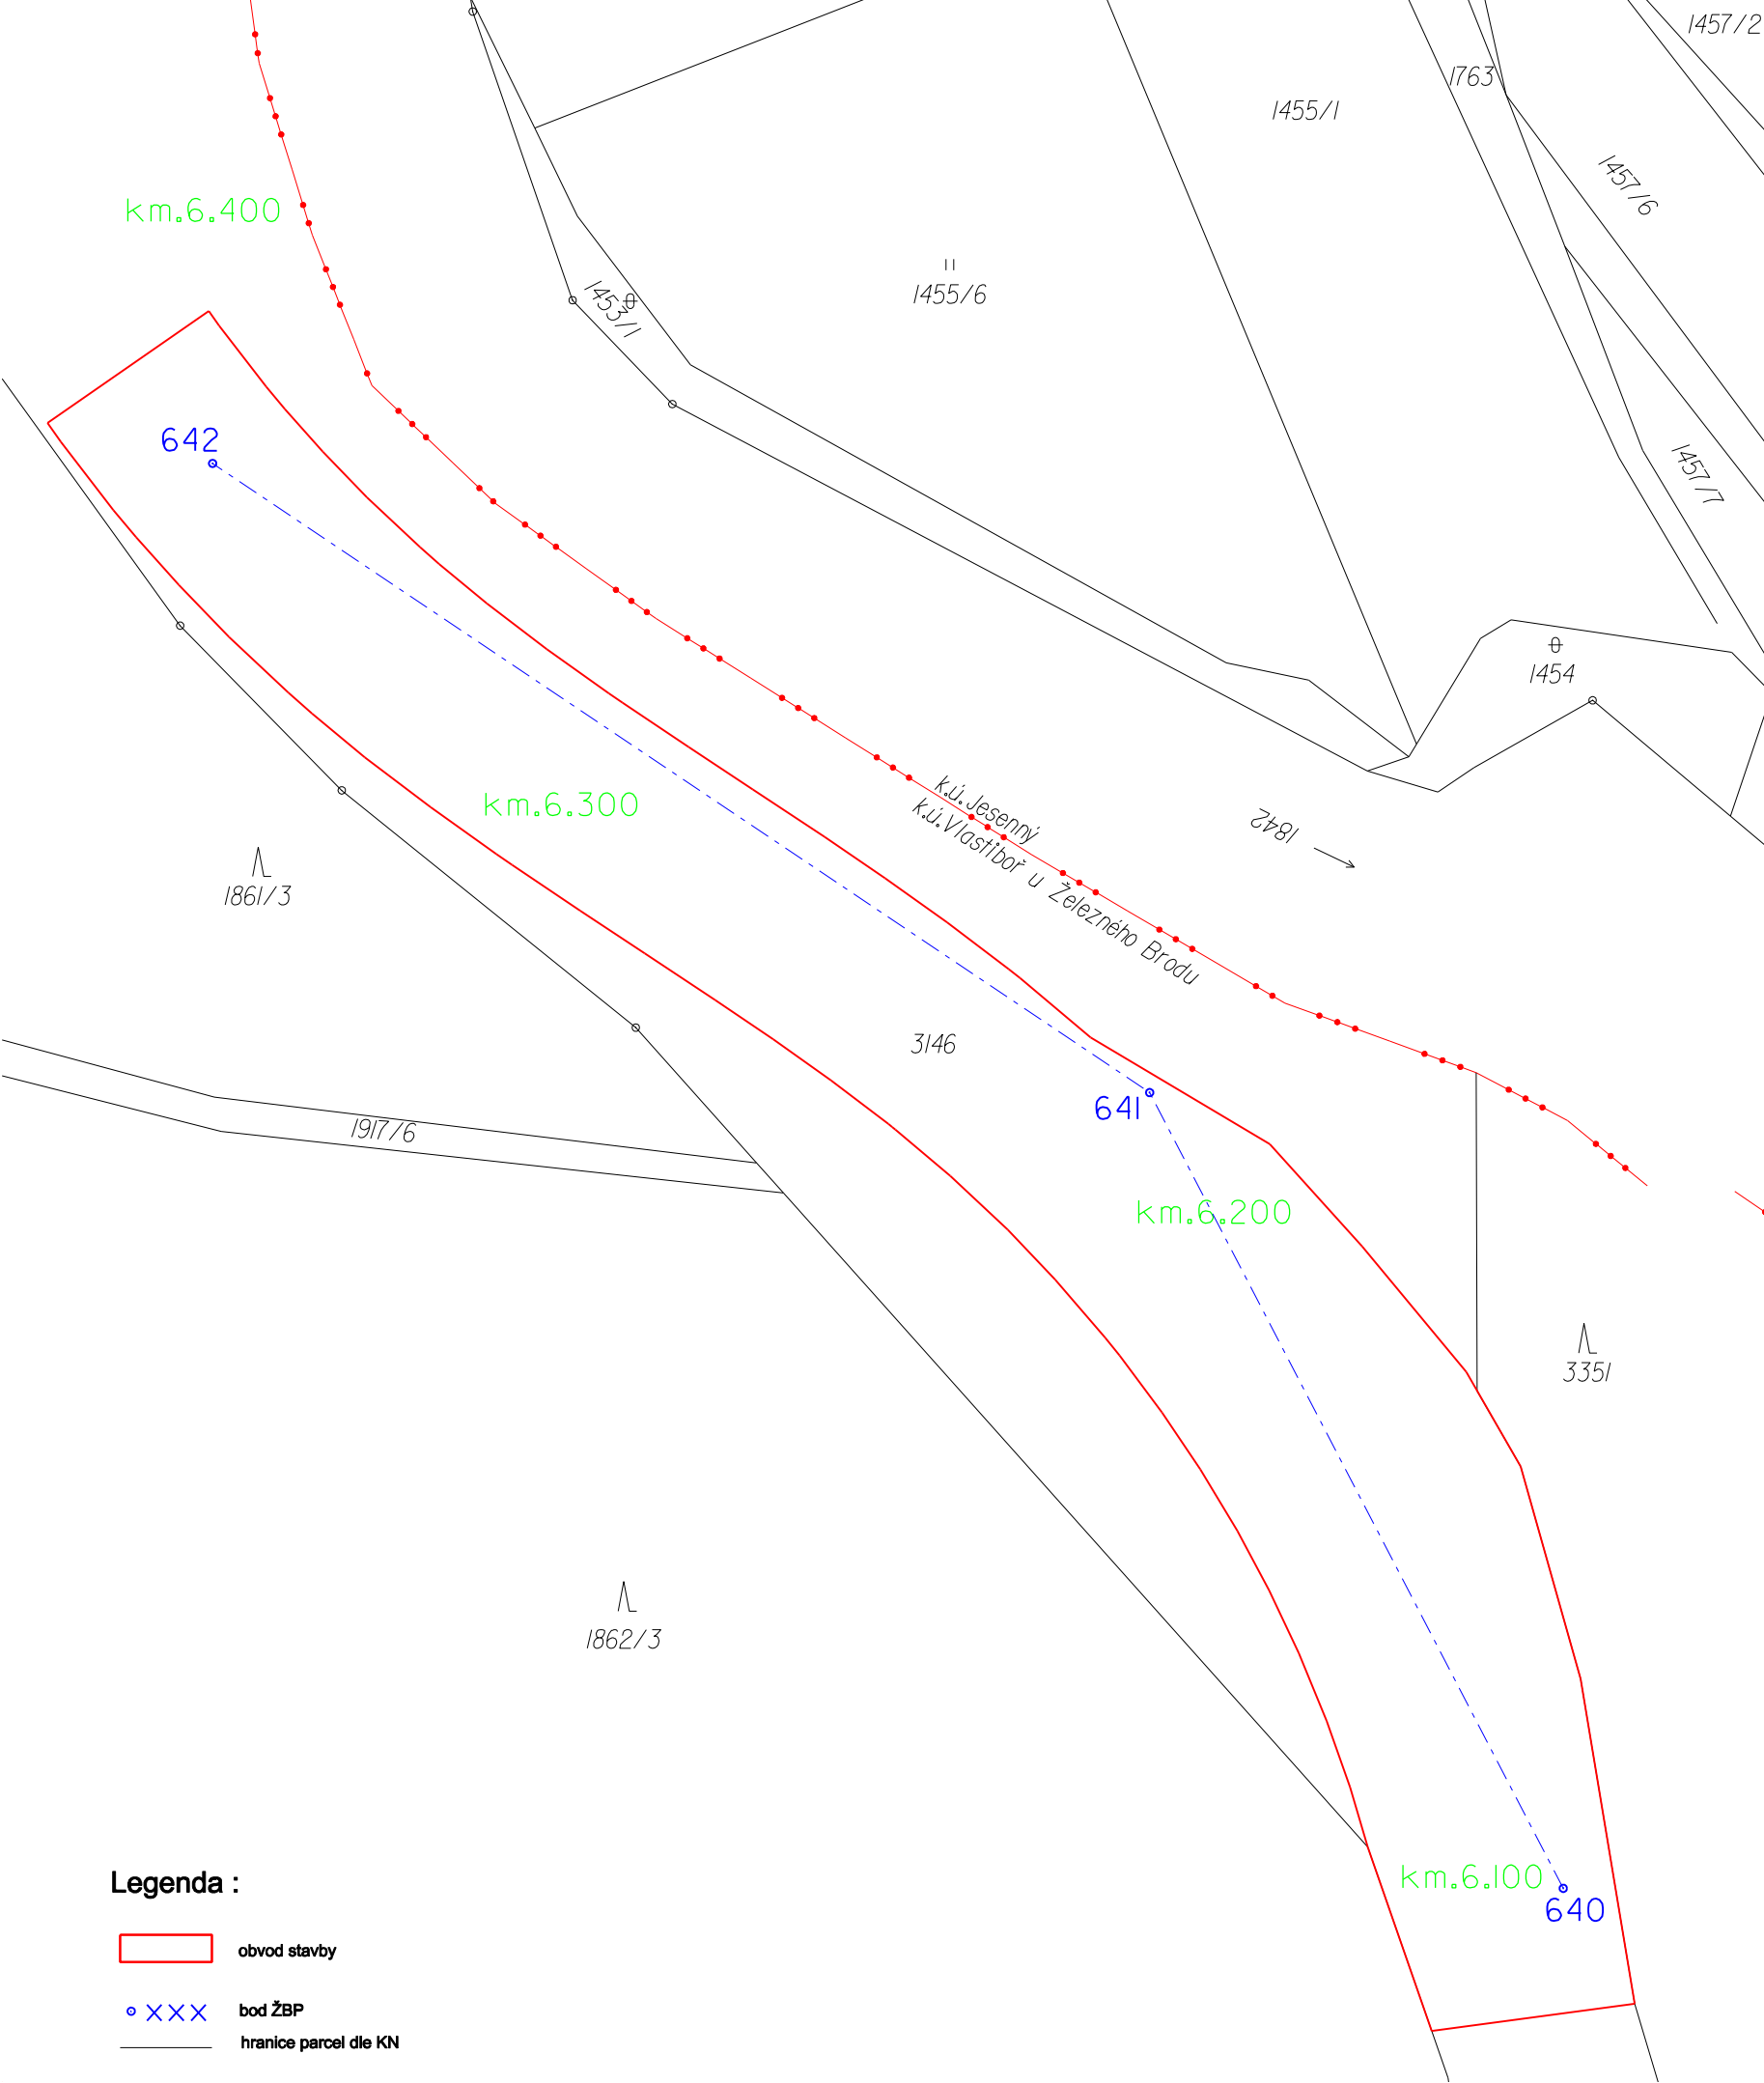 1457/2
1763
1455/1
1457/6
km.6.400
1455/6
1453/1
642
1457/7
1454
km.6.300
k.ú.Jesenný
k.ú.Vlastiboř u Železného Brodu
1842
1861/3
3146
641
1917/6
km.6.200
3351
1862/3
km.6.100
640
Legenda :
obvod stavby
bod ŽBP
hranice parcel dle KN